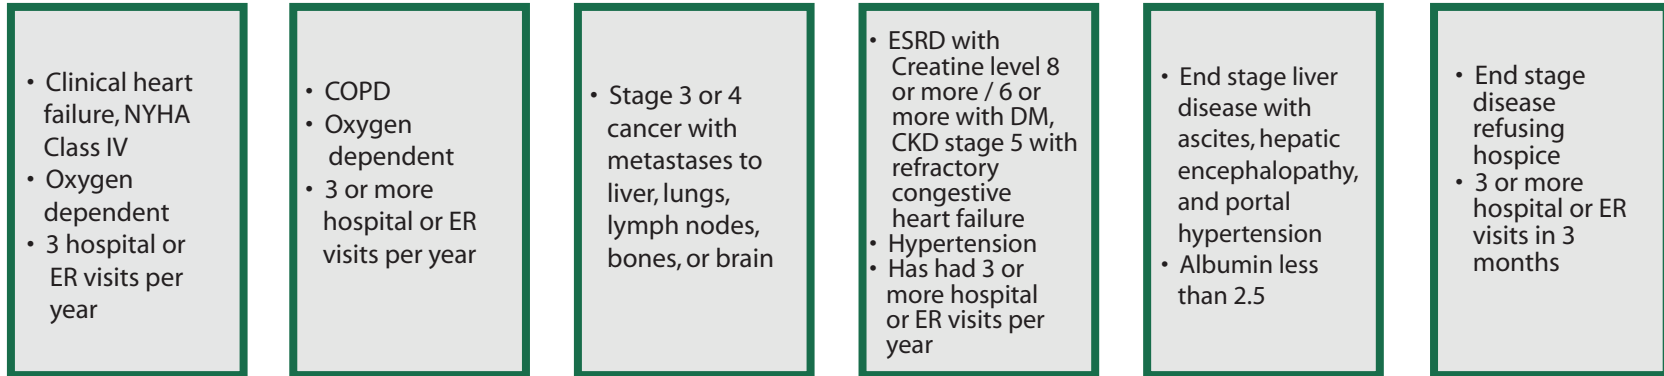 • Clinical heart
failure, NYHA
Class IV
• Oxygen
dependent
• 3 hospital or
ER visits per
year
• COPD
• Oxygen
dependent
• 3 or more
hospital or ER
visits per year
• Stage 3 or 4
cancer with
metastases to
liver, lungs,
lymph nodes,
bones, or brain
• ESRD with
Creatine level 8
or more / 6 or
more with DM,
CKD stage 5 with
refractory
congestive
heart failure
• Hypertension
• Has had 3 or
more hospital
or ER visits per
year
• End stage liver
disease with
ascites, hepatic
encephalopathy,
and portal
hypertension
• Albumin less
than 2.5
• End stage
disease
refusing
hospice
• 3 or more
hospital or ER
visits in 3
months